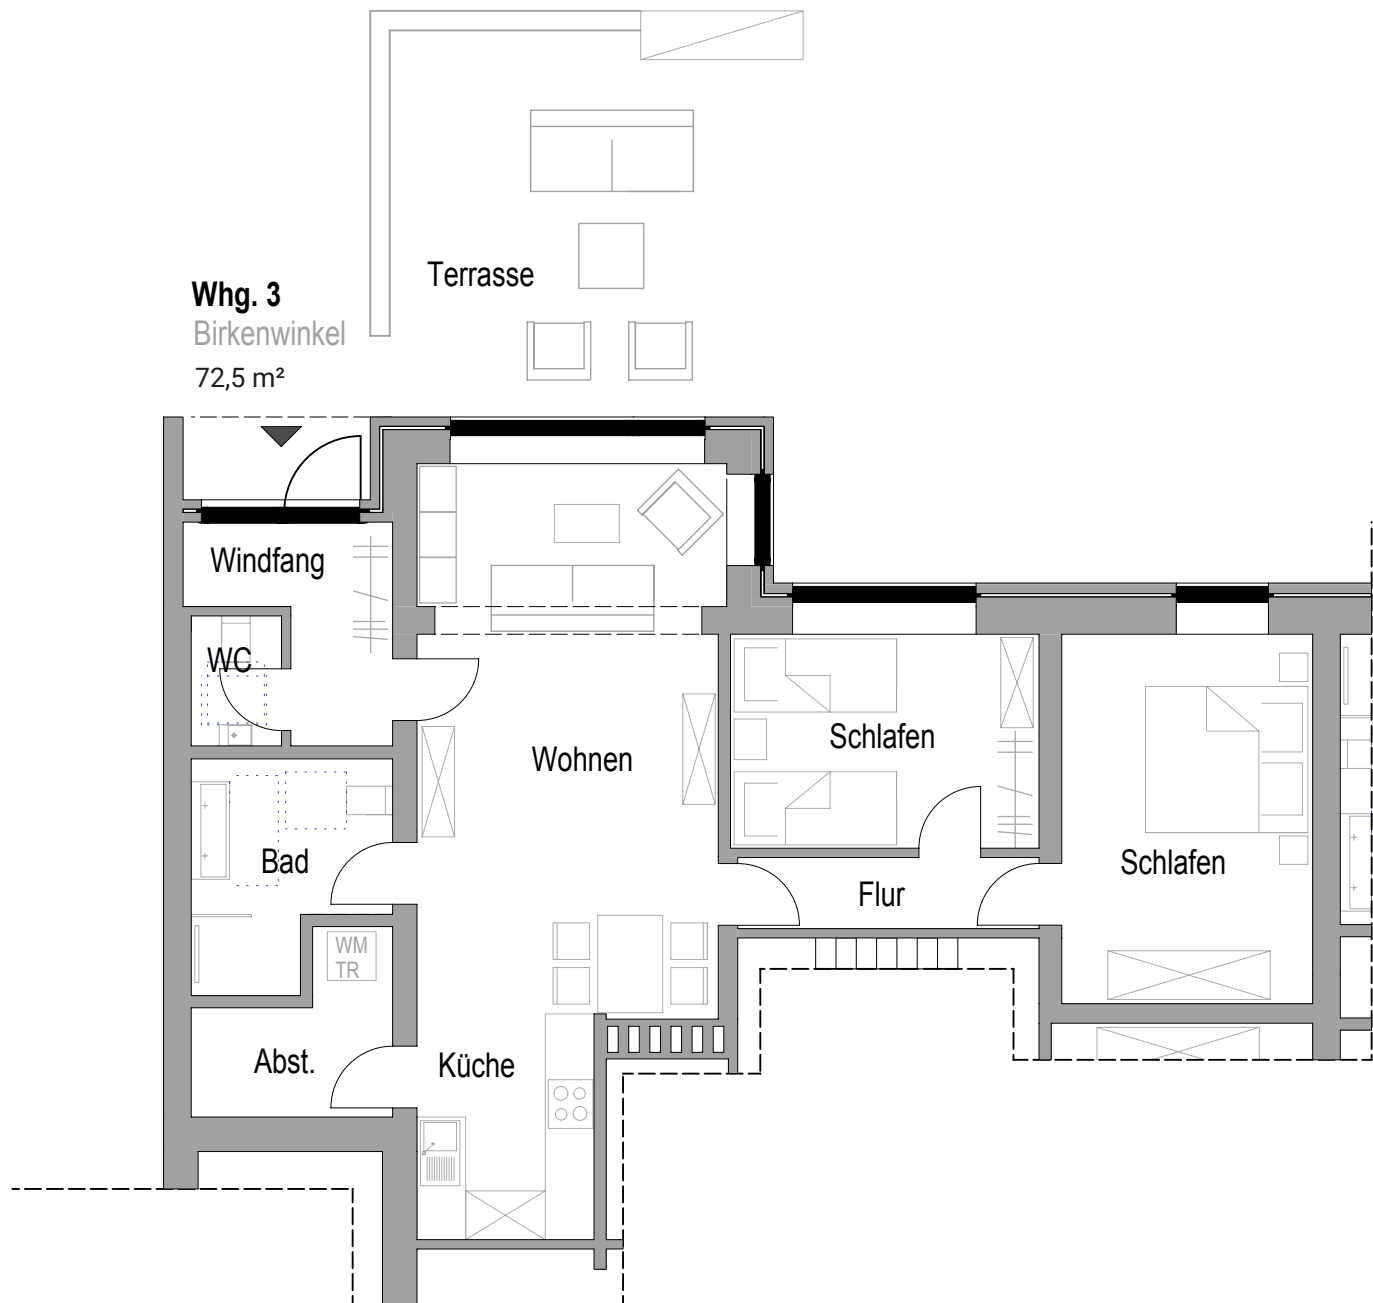 Terrasse
Whg. 3
Birkenwinkel
72,5 m²
Windfang
WC
Wohnen
Schlafen
Bad
Schlafen
Flur
WM
TR
Abst.
Küche